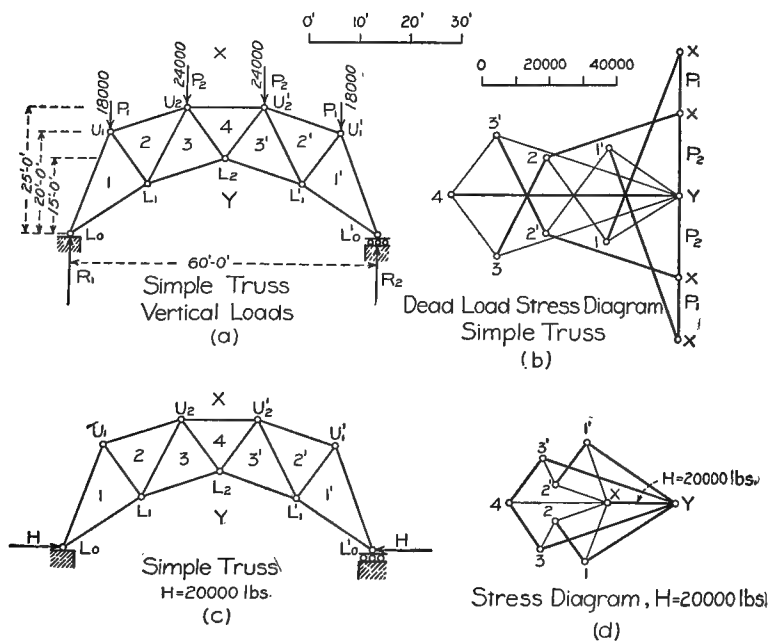 0' 10' 20' 30'
X
18000 24000 24000 18000
P₁ P₂ P₂ P₁
U₁ U₂ U₂' U₁'
25'-0" 20'-0" 15'-0"
1 2 3 4 3' 2' 1'
L₀ L₁ L₂ L₁' L₀'
Y
60'-0"
R₁ R₂
Simple Truss
Vertical Loads
(a)
0 20000 40000
X
P₁
X
P₂
Y
P₂
X
P₁
X'
3' 2 1'
4
3 2' 1
Dead Load Stress Diagram
Simple Truss
(b)
X
U₁ U₂ U₂' U₁'
1 2 3 4 3' 2' 1'
L₀ L₁ L₂ L₁' L₀'
Y
H H
Simple Truss
H=20000 lbs.
(c)
1'
3'
2'
H=20000 lbs.
4 X Y
2
3
1
Stress Diagram, H=20000 lbs
(d)